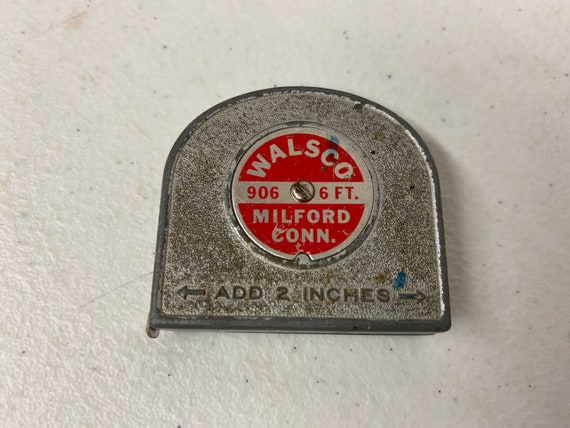 WALSCO
906 6 FT.
MILFORD
CONN.
← ADD 2 INCHES →